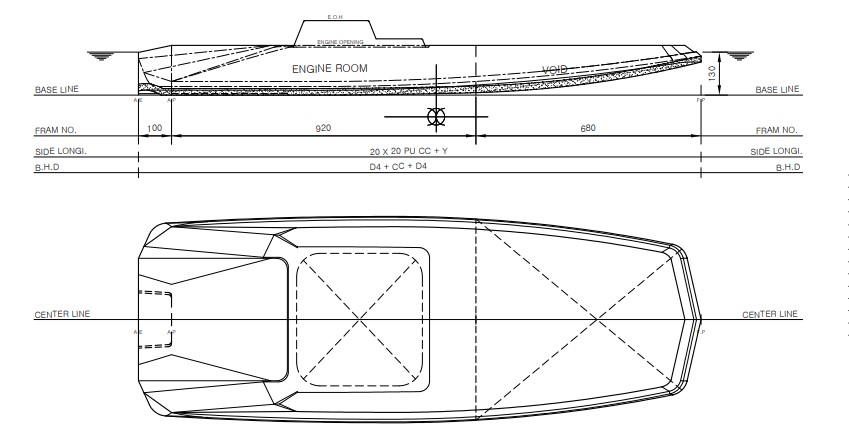 E.O.H
ENGINE OPENING
ENGINE ROOM
VOID
130
BASE LINE
BASE LINE
A.E
A.P
F.P
FRAM NO.
100
920
680
FRAM NO.
SIDE LONGI.
20 X 20 PU CC + Y
SIDE LONGI.
B.H.D
D4 + CC + D4
B.H.D
CENTER LINE
CENTER LINE
A.E
A.P
F.P